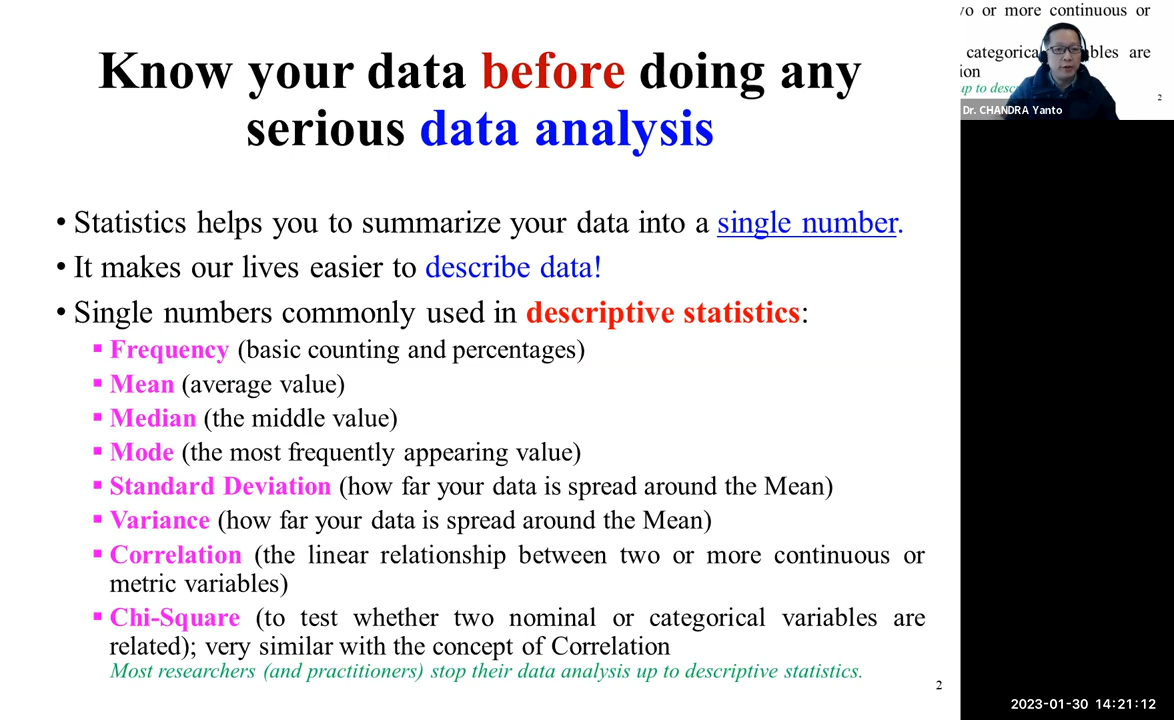 Know your data before doing any
serious data analysis
• Statistics helps you to summarize your data into a single number.
• It makes our lives easier to describe data!
• Single numbers commonly used in descriptive statistics:
▪ Frequency (basic counting and percentages)
▪ Mean (average value)
▪ Median (the middle value)
▪ Mode (the most frequently appearing value)
▪ Standard Deviation (how far your data is spread around the Mean)
▪ Variance (how far your data is spread around the Mean)
▪ Correlation (the linear relationship between two or more continuous or
metric variables)
▪ Chi-Square (to test whether two nominal or categorical variables are
related); very similar with the concept of Correlation
Most researchers (and practitioners) stop their data analysis up to descriptive statistics.
2
or more continuous or
are
up to
2
Dr. CHANDRA Yanto
2023-01-30 14:21:12